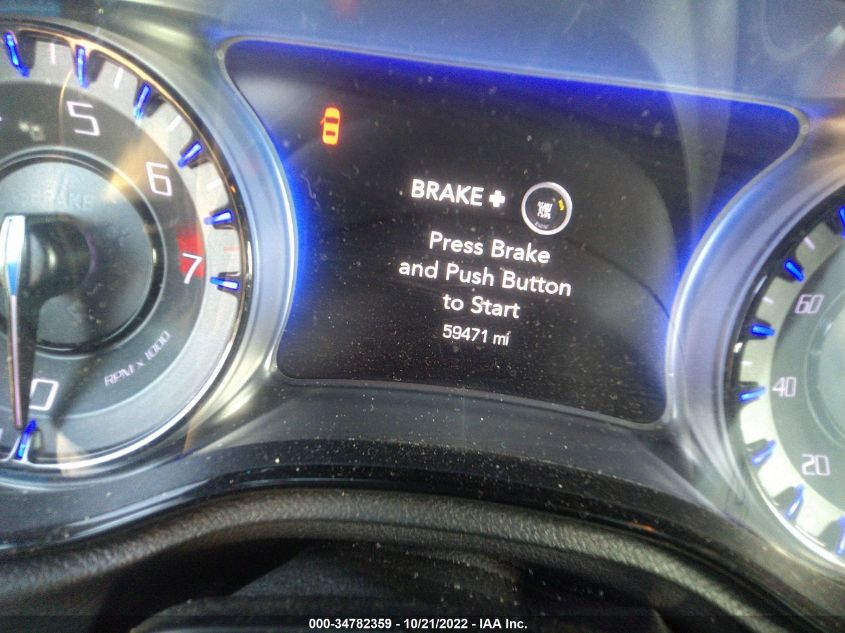 5
6
7
0
RPM x 1000
BRAKE +
Press Brake
and Push Button
to Start
59471 mi
60
40
20
000-34782359 - 10/21/2022 - IAA Inc.